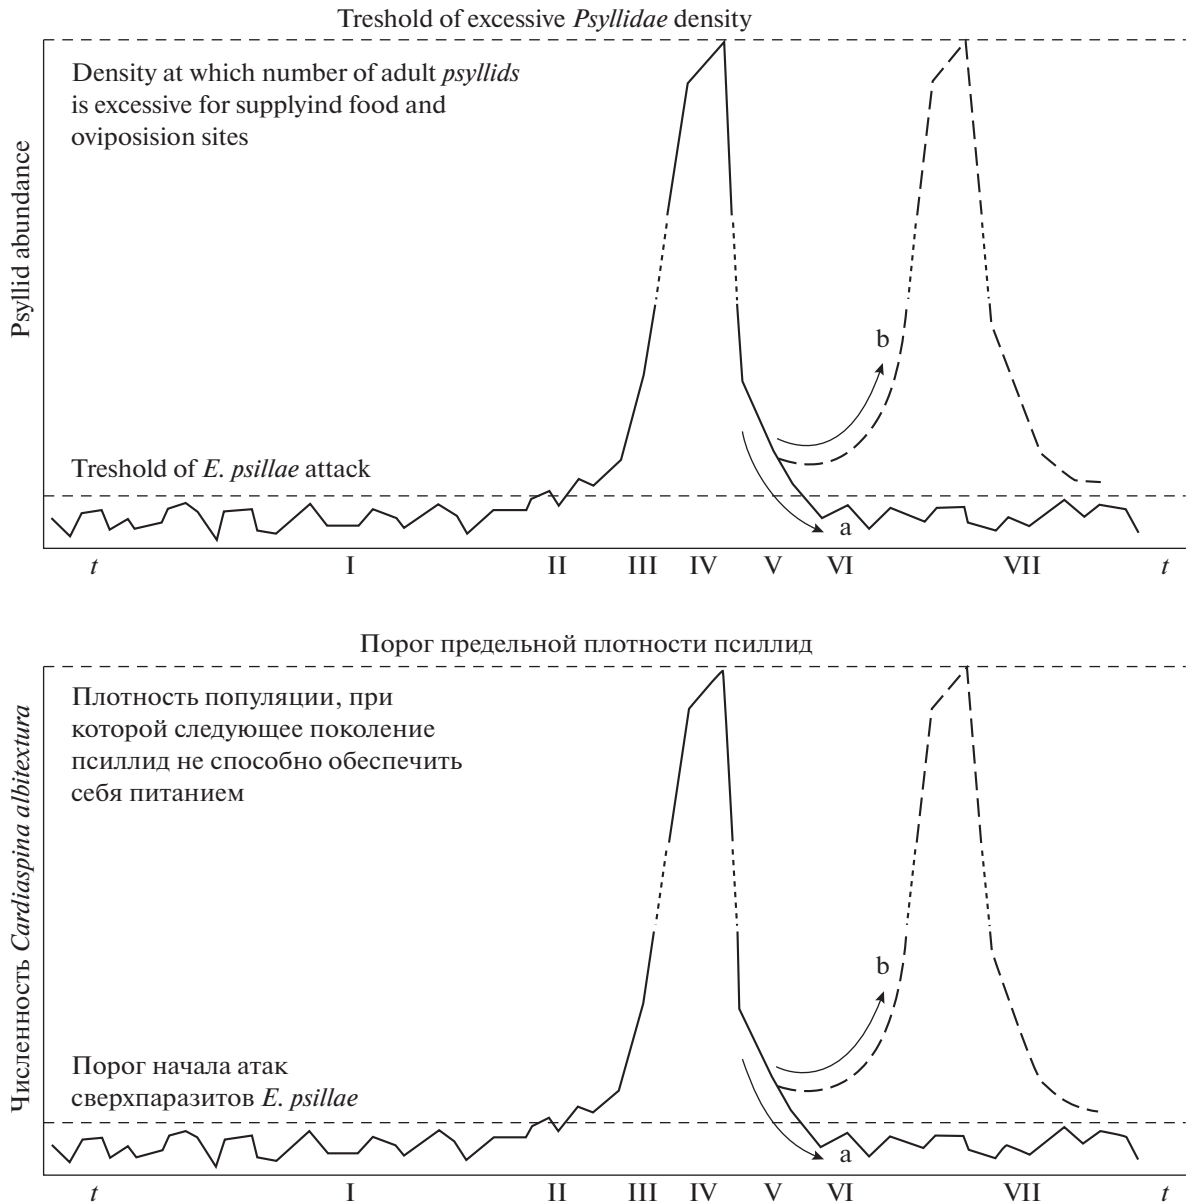 Treshold of excessive Psyllidae density
Density at which number of adult psyllids
is excessive for supplyind food and
oviposision sites
Psyllid abundance
b
Treshold of E. psillae attack
a
t I II III IV V VI VII t
Порог предельной плотности псиллид
Плотность популяции, при
которой следующее поколение
псиллид не способно обеспечить
себя питанием
Численность Cardiaspina albitextura
b
Порог начала атак
сверхпаразитов E. psillae
a
t I II III IV V VI VII t